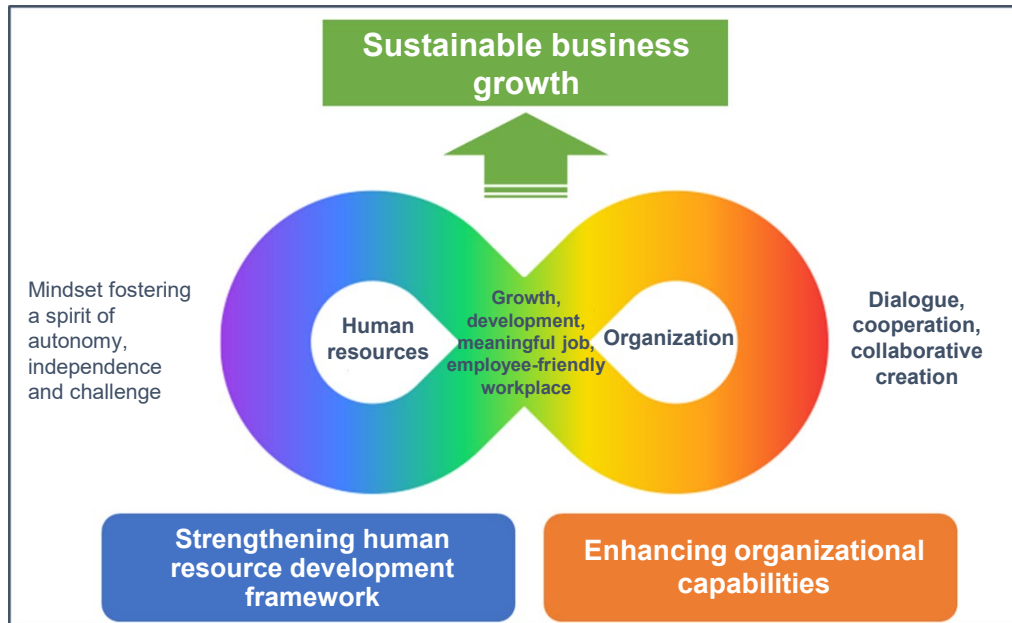 Sustainable business
growth
Mindset fostering
a spirit of
autonomy,
independence
and challenge
Human
resources
Growth,
development,
meaningful job,
employee-friendly
workplace
Organization
Dialogue,
cooperation,
collaborative
creation
Strengthening human
resource development
framework
Enhancing organizational
capabilities